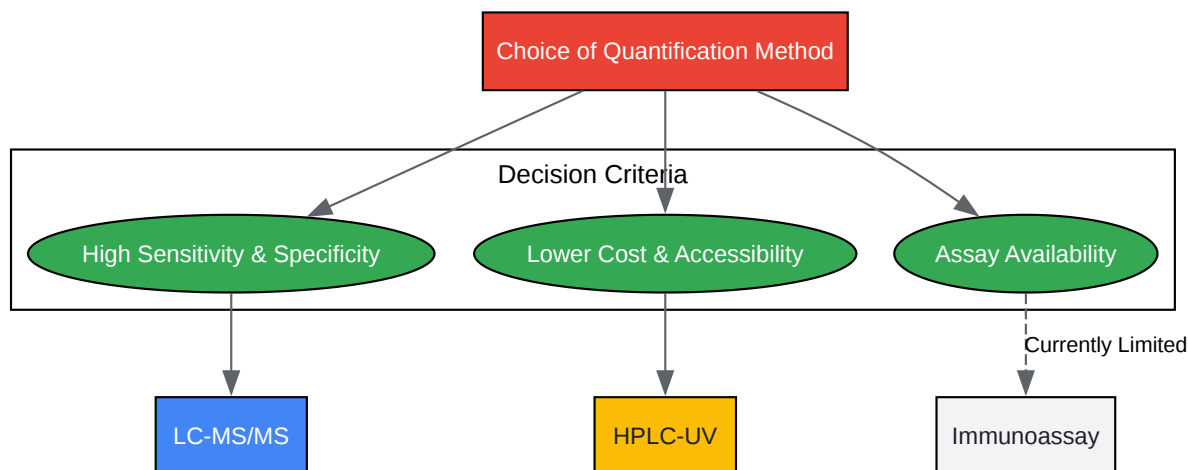 Choice of Quantification Method
Decision Criteria
High Sensitivity & Specificity
Lower Cost & Accessibility
Assay Availability
Currently Limited
LC-MS/MS
HPLC-UV
Immunoassay